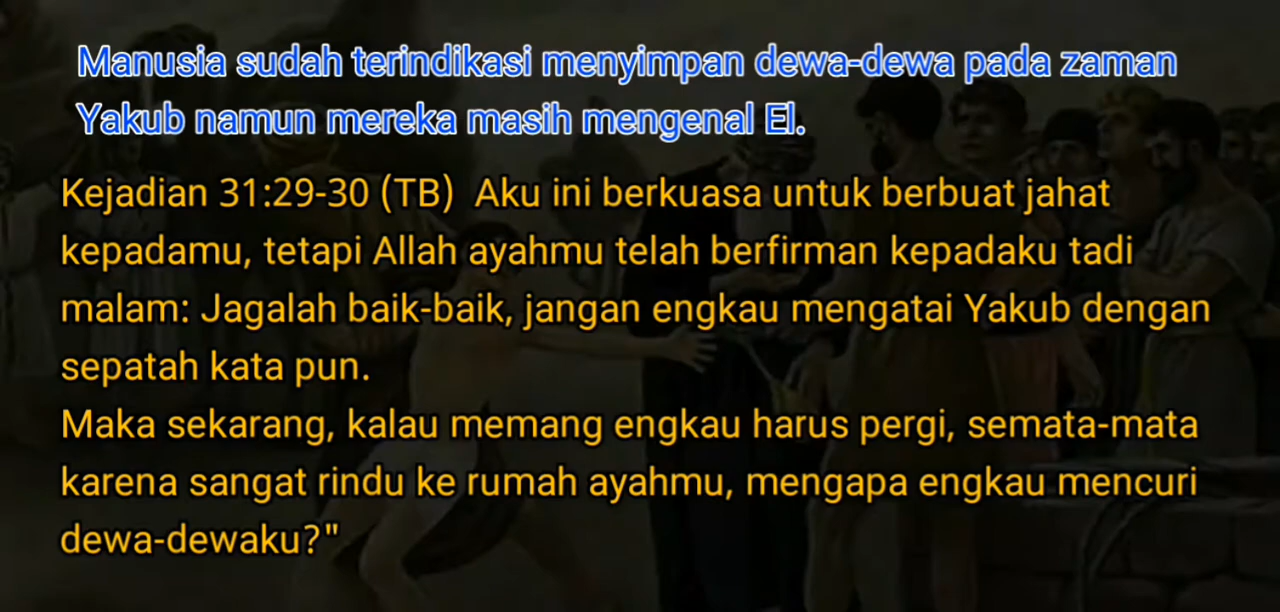 Manusia sudah terindikasi menyimpan dewa-dewa pada zaman
Yakub namun mereka masih mengenal El.
Kejadian 31:29-30 (TB)  Aku ini berkuasa untuk berbuat jahat
kepadamu, tetapi Allah ayahmu telah berfirman kepadaku tadi
malam: Jagalah baik-baik, jangan engkau mengatai Yakub dengan
sepatah kata pun.
Maka sekarang, kalau memang engkau harus pergi, semata-mata
karena sangat rindu ke rumah ayahmu, mengapa engkau mencuri
dewa-dewaku?"